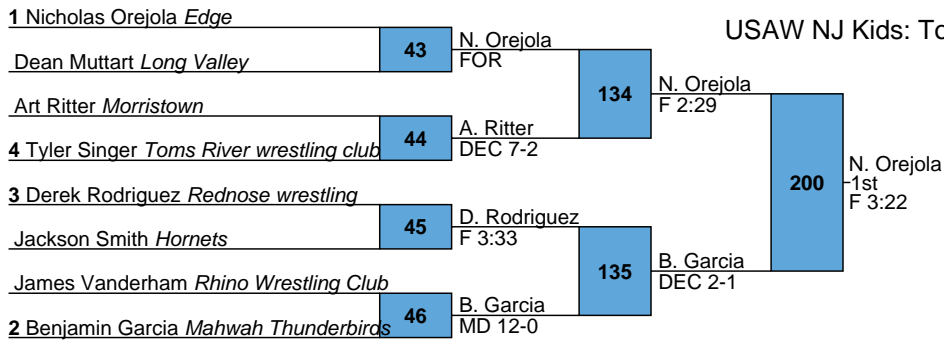 1 Nicholas Orejola Edge
USAW NJ Kids: To
43
N. Orejola
FOR
Dean Muttart Long Valley
134
N. Orejola
F 2:29
Art Ritter Morristown
44
A. Ritter
DEC 7-2
4 Tyler Singer Toms River wrestling club
200
N. Orejola
1st
F 3:22
3 Derek Rodriguez Rednose wrestling
45
D. Rodriguez
F 3:33
Jackson Smith Hornets
135
B. Garcia
DEC 2-1
James Vanderham Rhino Wrestling Club
46
B. Garcia
MD 12-0
2 Benjamin Garcia Mahwah Thunderbirds